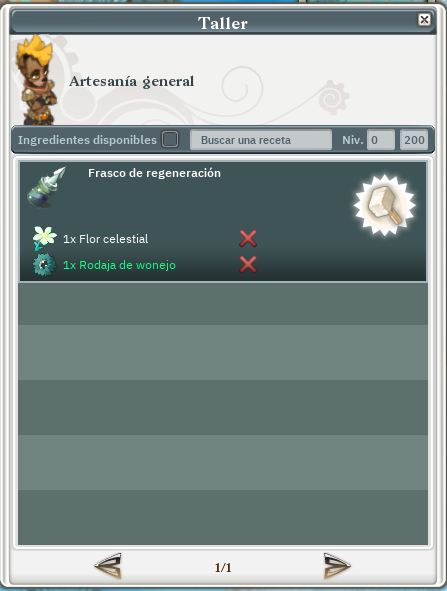 Taller
Artesanía general
Ingredientes disponibles Buscar una receta Niv. 0 200
Frasco de regeneración
1x Flor celestial
1x Rodaja de wonejo
1/1